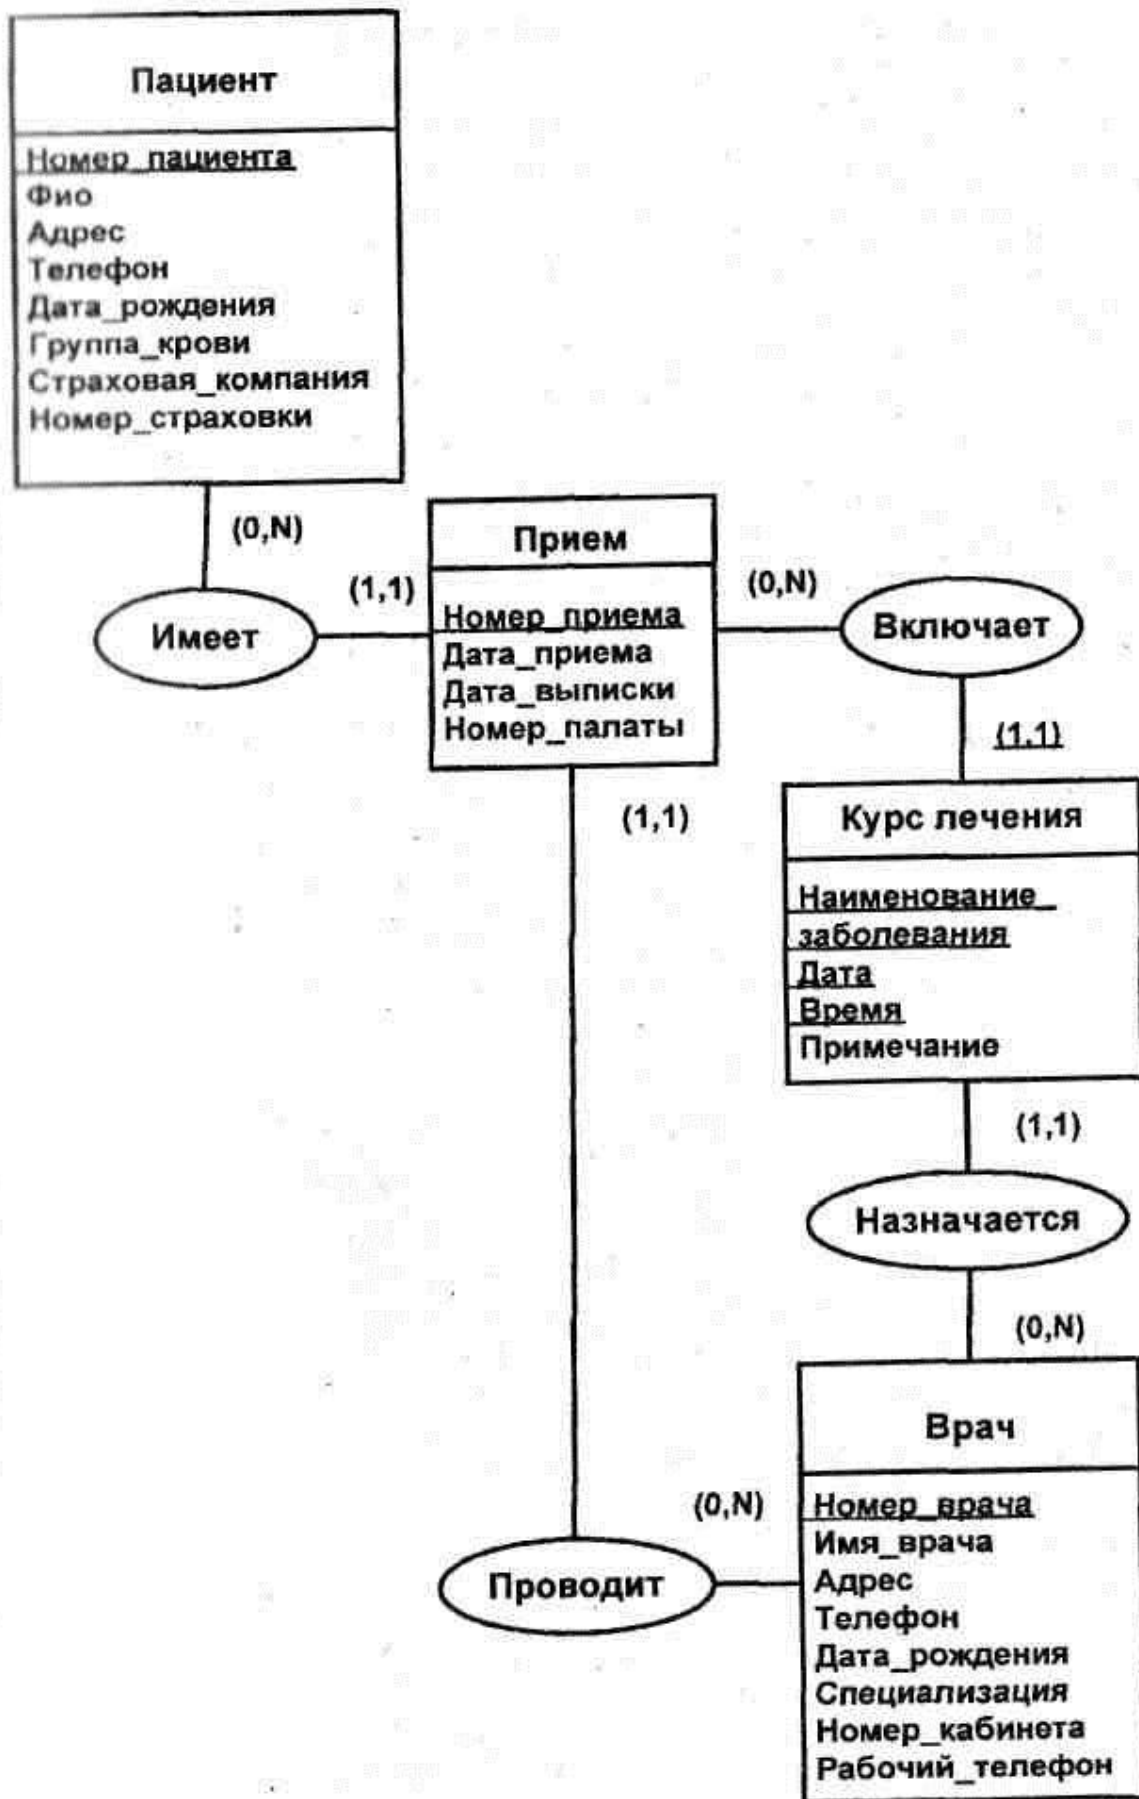 Пациент
Номер_пациента
Фио
Адрес
Телефон
Дата_рождения
Группа_крови
Страховая_компания
Номер_страховки
(0,N)
Имеет
(1,1)
Прием
Номер_приема
Дата_приема
Дата_выписки
Номер_палаты
(0,N)
Включает
(1,1)
Курс лечения
Наименование_
заболевания
Дата
Время
Примечание
(1,1)
Назначается
(0,N)
(1,1)
Проводит
(0,N)
Врач
Номер_врача
Имя_врача
Адрес
Телефон
Дата_рождения
Специализация
Номер_кабинета
Рабочий_телефон